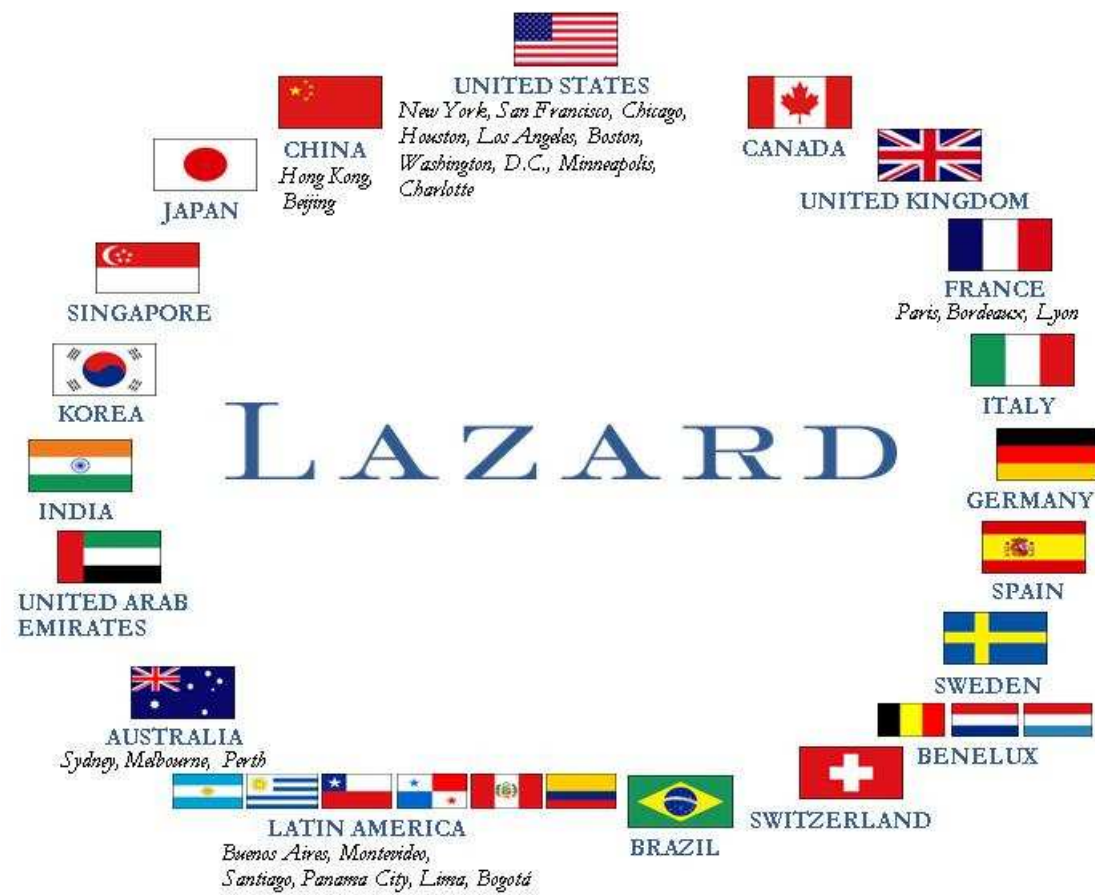 UNITED STATES
New York, San Francisco, Chicago,
Houston, Los Angeles, Boston,
Washington, D.C., Minneapolis,
Charlotte
CANADA
UNITED KINGDOM
FRANCE
Paris, Bordeaux, Lyon
ITALY
GERMANY
SPAIN
SWEDEN
BENELUX
SWITZERLAND
BRAZIL
LATIN AMERICA
Buenos Aires, Montevideo,
Santiago, Panama City, Lima, Bogotá
AUSTRALIA
Sydney, Melbourne, Perth
UNITED ARAB
EMIRATES
INDIA
KOREA
SINGAPORE
JAPAN
CHINA
Hong Kong,
Beijing
LAZARD